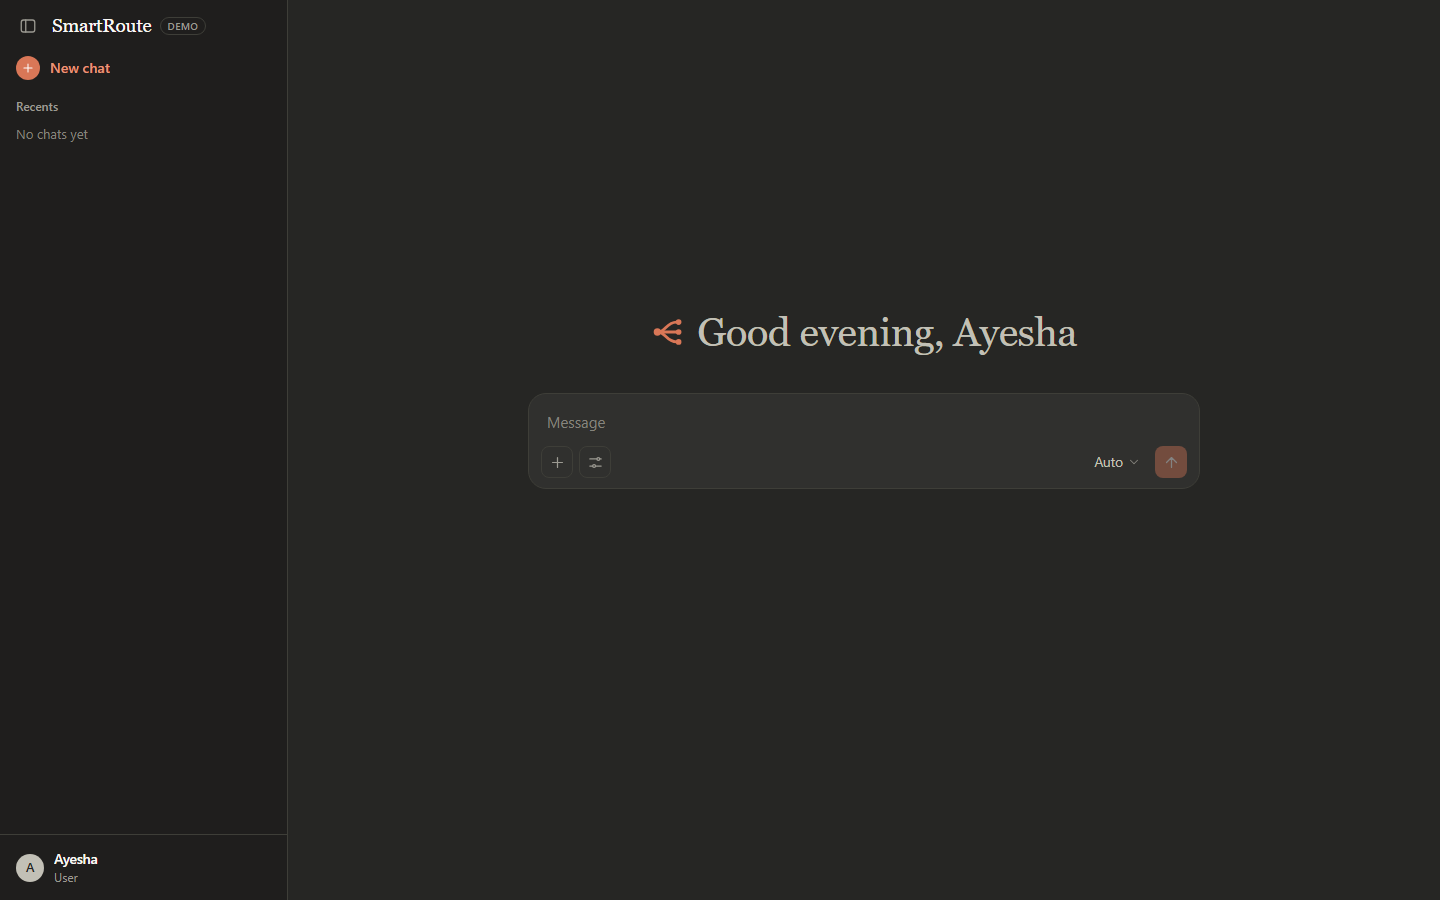 SmartRoute DEMO
New chat
Recents
No chats yet
Good evening, Ayesha
Message
Auto
A
Ayesha
User